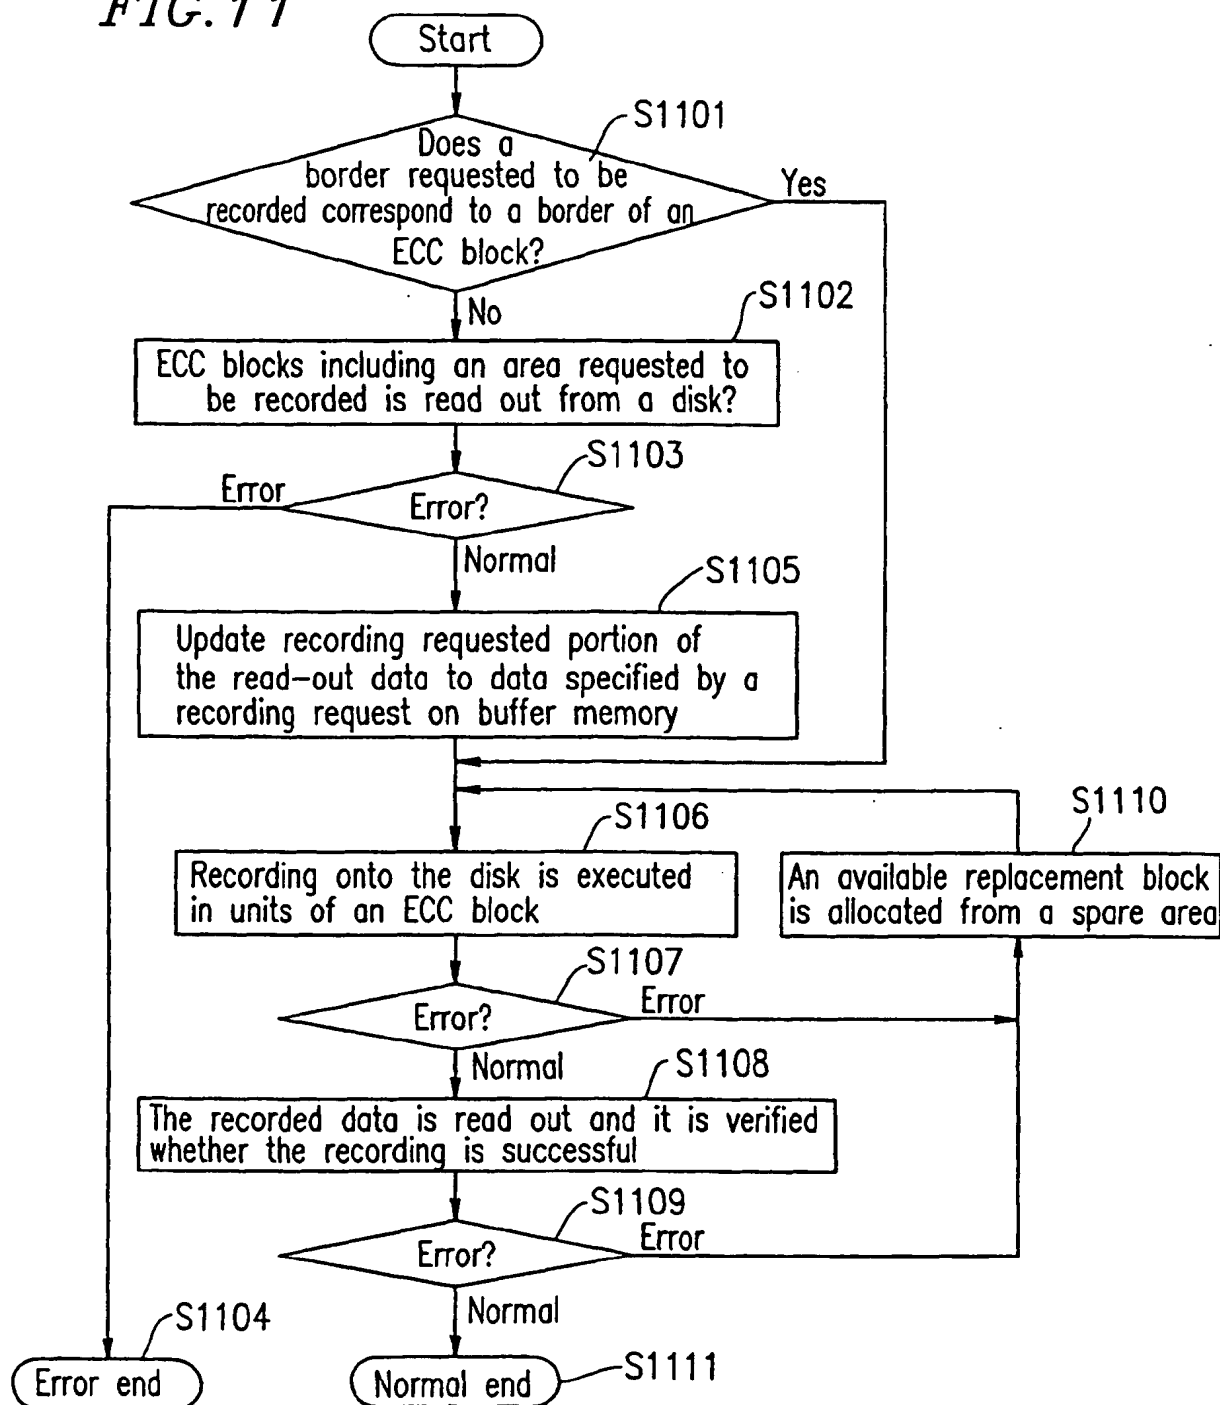 FIG. 11
Start
S1101
Does a
border requested to be
recorded correspond to a border of an
ECC block?
Yes
No
S1102
ECC blocks including an area requested to
be recorded is read out from a disk?
S1103
Error
Error?
Normal
S1105
Update recording requested portion of
the read-out data to data specified by a
recording request on buffer memory
S1106
S1110
Recording onto the disk is executed
in units of an ECC block
An available replacement block
is allocated from a spare area
S1107
Error?
Error
Normal
S1108
The recorded data is read out and it is verified
whether the recording is successful
S1109
Error?
Error
Normal
S1104
Error end
S1111
Normal end